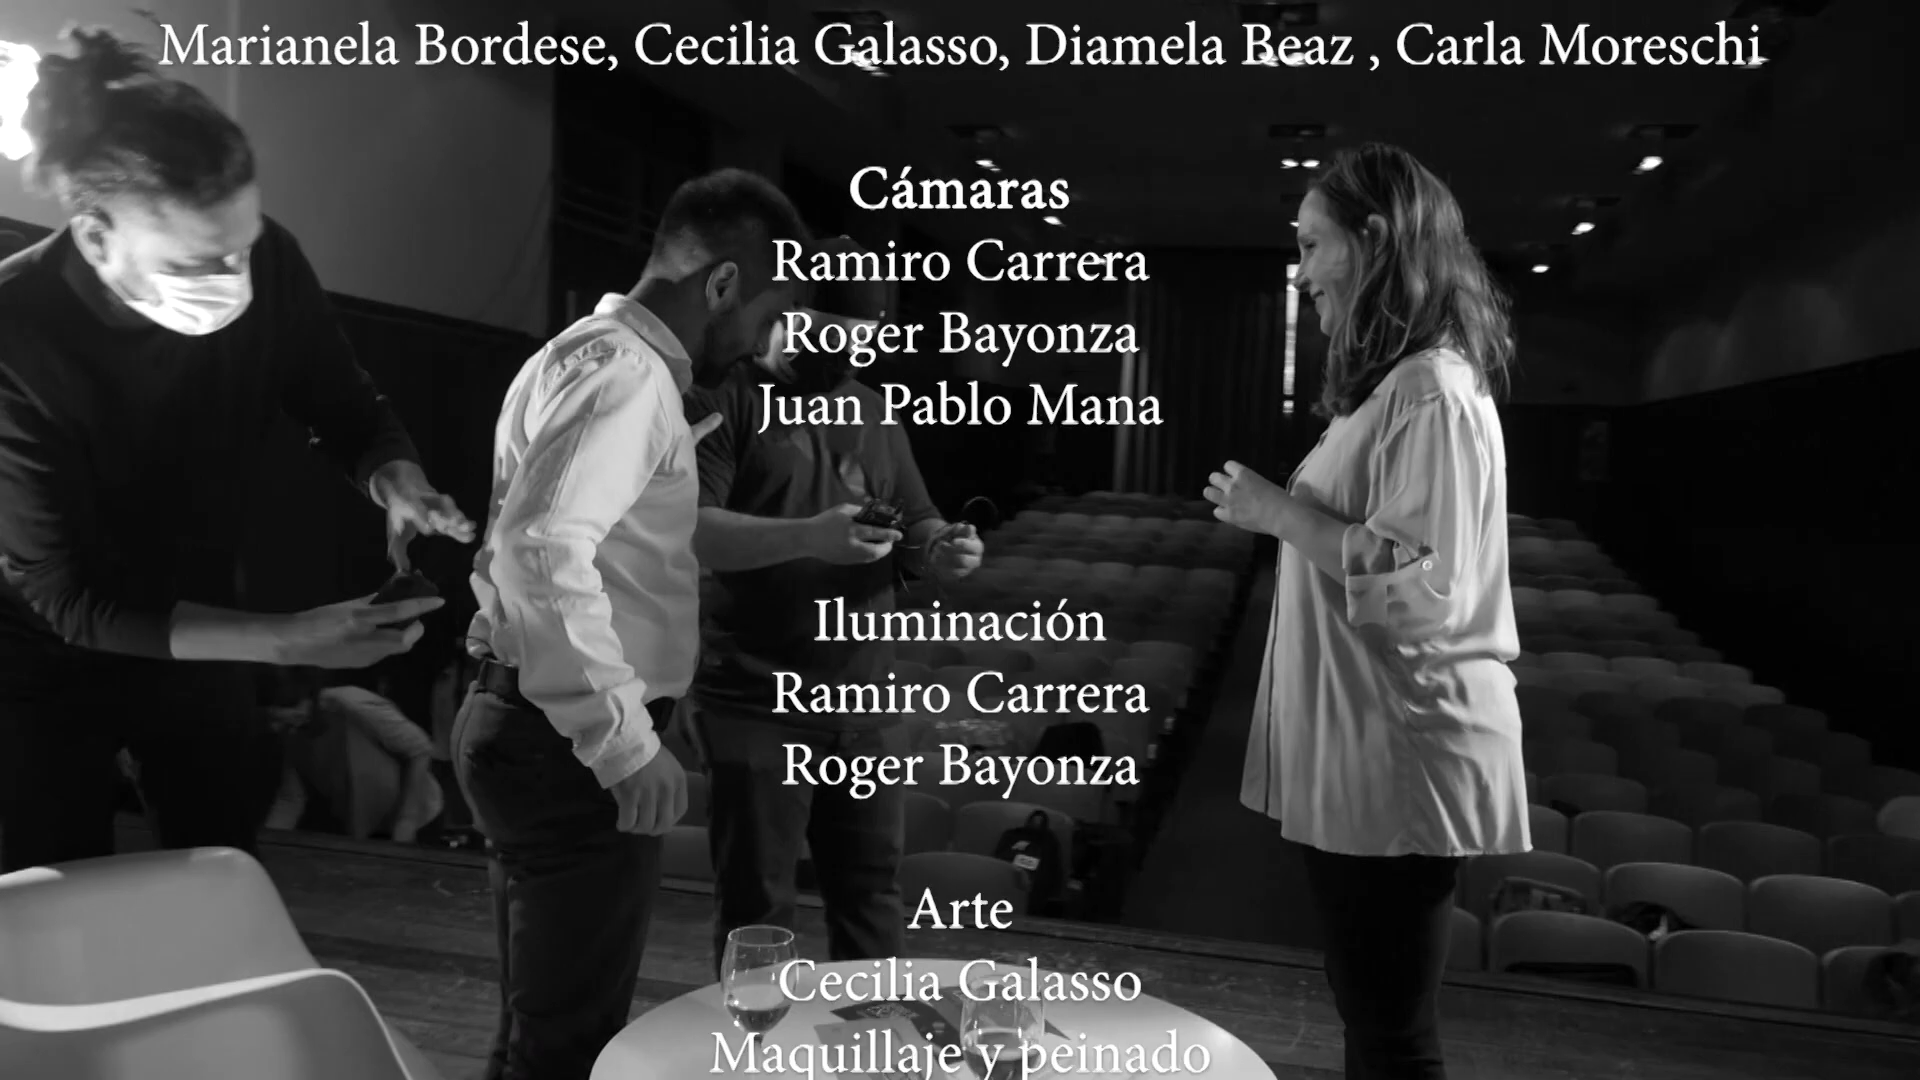 Marianela Bordese, Cecilia Galasso, Diamela Beaz , Carla Moreschi
Cámaras
Ramiro Carrera
Roger Bayonza
Juan Pablo Mana
Iluminación
Ramiro Carrera
Roger Bayonza
Arte
Cecilia Galasso
Maquillaje y peinado